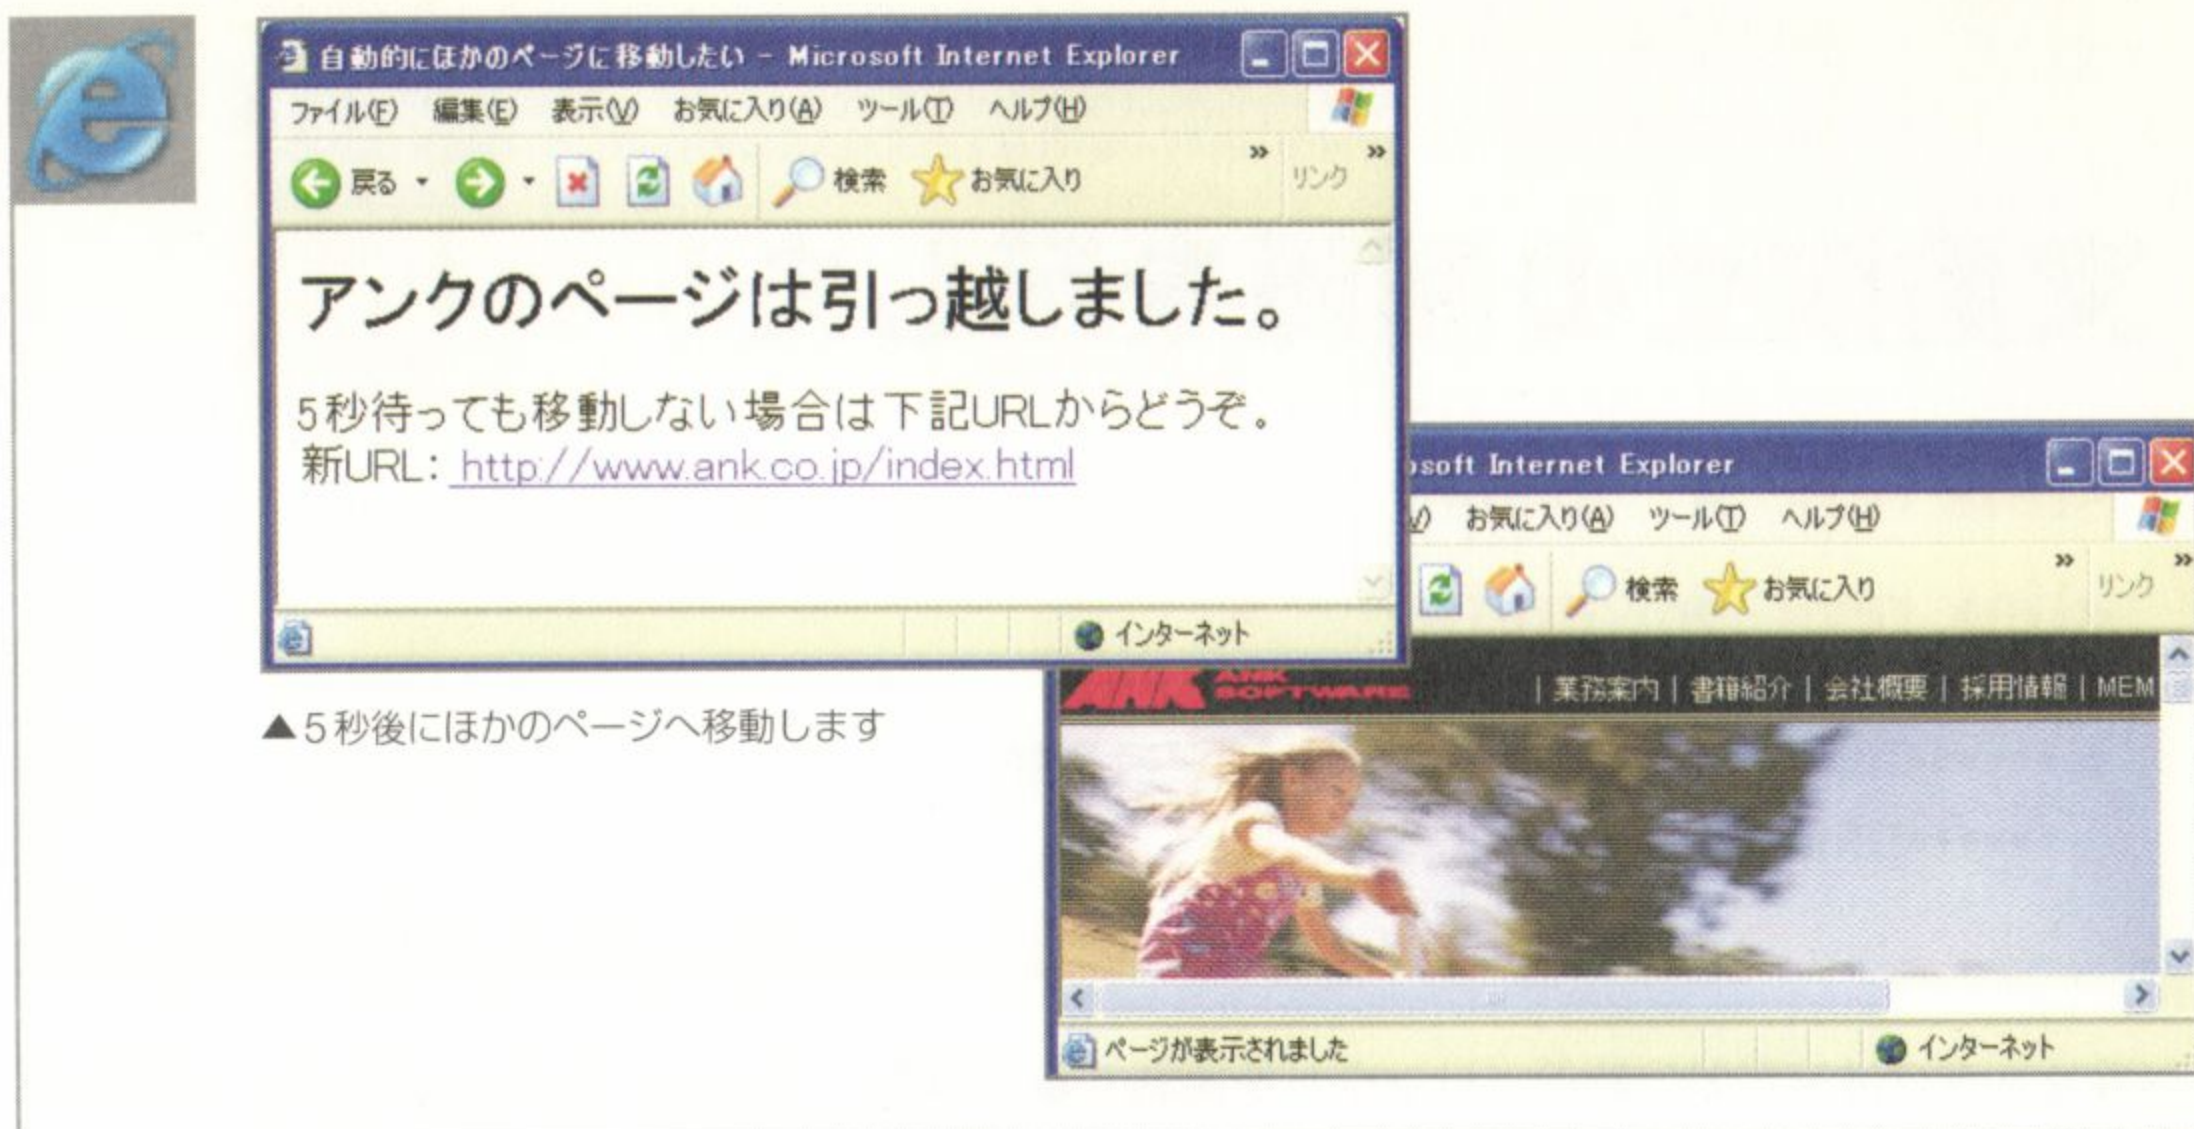 自動的にほかのページに移動したい - Microsoft Internet Explorer
ファイル(F) 編集(E) 表示(V) お気に入り(A) ツール(T) ヘルプ(H)
戻る 検索 お気に入り » リンク »
アンクのページは引っ越しました。
5秒待っても移動しない場合は下記URLからどうぞ。
新URL: http://www.ank.co.jp/index.html
インターネット
▲5秒後にほかのページへ移動します
osoft Internet Explorer
V) お気に入り(A) ツール(T) ヘルプ(H)
検索 お気に入り » リンク »
ANK ANK SOFTWARE | 業務案内 | 書籍紹介 | 会社概要 | 採用情報 | MEM
ページが表示されました インターネット